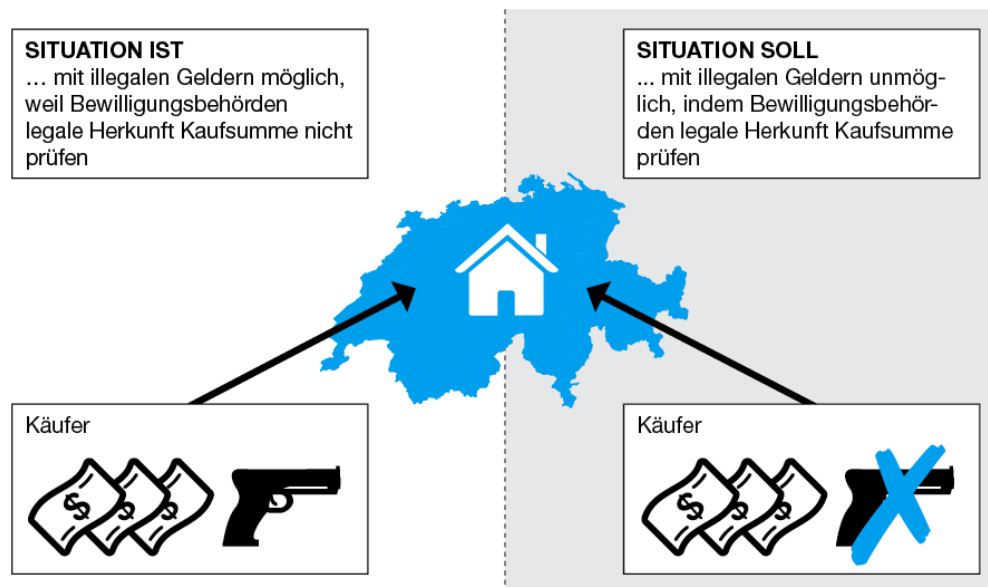 SITUATION IST
... mit illegalen Geldern möglich,
weil Bewilligungsbehörden
legale Herkunft Kaufsumme nicht
prüfen
SITUATION SOLL
... mit illegalen Geldern unmög-
lich, indem Bewilligungsbehör-
den legale Herkunft Kaufsumme
prüfen
Käufer
$ $ $
Käufer
$ $ $